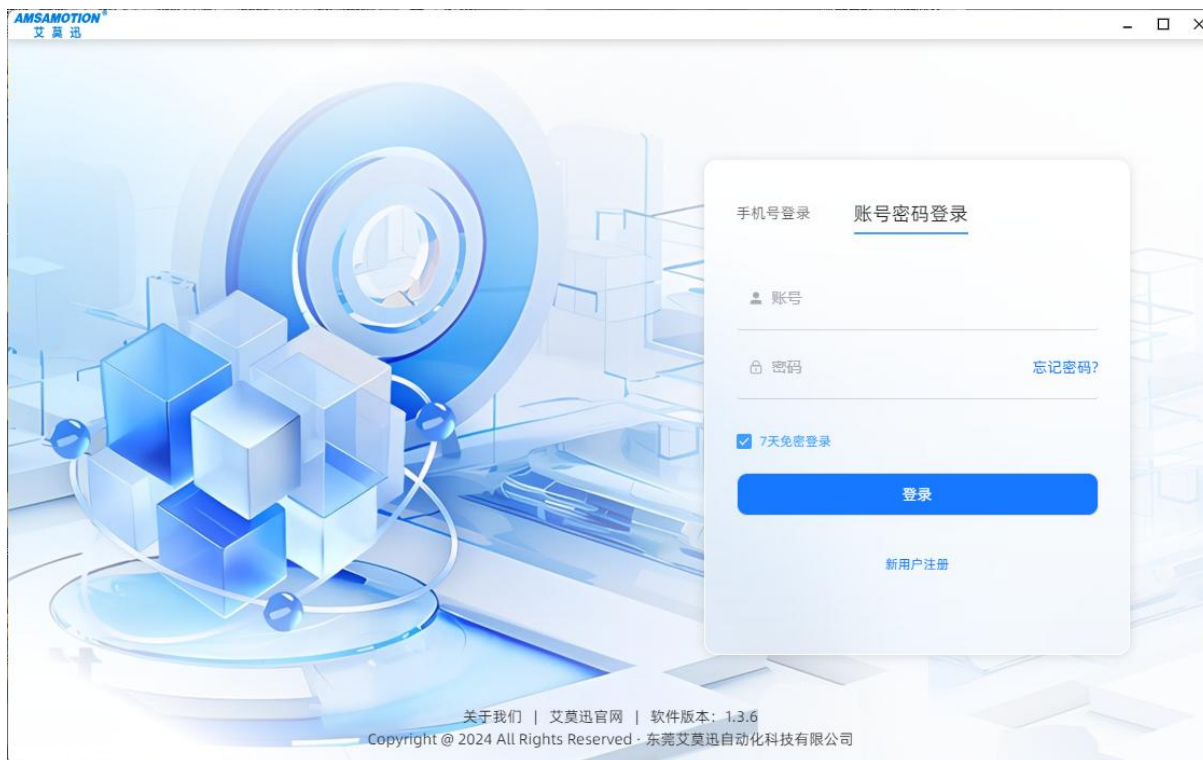 AMSAMOTION®
艾莫迅
手机号登录 账号密码登录
账号
密码 忘记密码?
7天免密登录
登录
新用户注册
关于我们 | 艾莫迅官网 | 软件版本: 1.3.6
Copyright @ 2024 All Rights Reserved · 东莞艾莫迅自动化科技有限公司